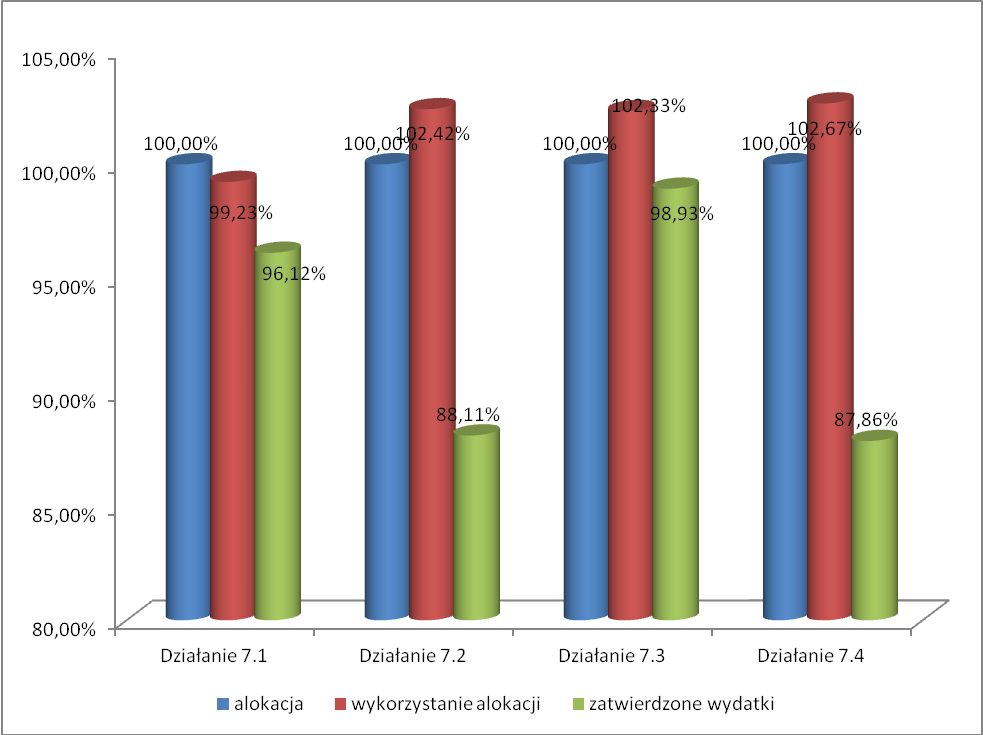 105,00%
100,00%
95,00%
90,00%
85,00%
80,00%
100,00%
99,23%
96,12%
100,00%
102,42%
88,11%
100,00%
102,33%
98,93%
100,00%
102,67%
87,86%
Działanie 7.1
Działanie 7.2
Działanie 7.3
Działanie 7.4
alokacja
wykorzystanie alokacji
zatwierdzone wydatki